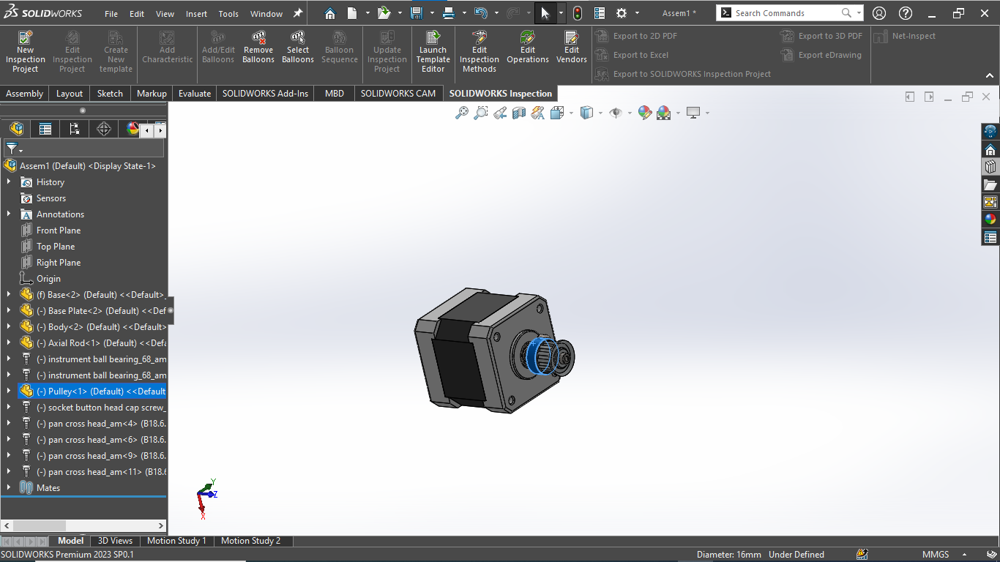 SOLIDWORKS File Edit View Insert Tools Window Assem1 * Search Commands
New Inspection Project
Edit Inspection Project
Create New template
Add Characteristic
Add/Edit Balloons
Remove Balloons
Select Balloons
Balloon Sequence
Update Inspection Project
Launch Template Editor
Edit Inspection Methods
Edit Operations
Edit Vendors
Export to 2D PDF
Export to Excel
Export to SOLIDWORKS Inspection Project
Export to 3D PDF
Export eDrawing
Net-Inspect
Assembly Layout Sketch Markup Evaluate SOLIDWORKS Add-Ins MBD SOLIDWORKS CAM SOLIDWORKS Inspection
Assem1 (Default) <Display State-1>
History
Sensors
Annotations
Front Plane
Top Plane
Right Plane
Origin
(f) Base<2> (Default) <<Default>_
(-) Base Plate<2> (Default) <<Def
(-) Body<2> (Default) <<Default>
(-) Axial Rod<1> (Default) <<Defa
(-) instrument ball bearing_68_am
(-) instrument ball bearing_68_am
(-) Pulley<1> (Default) <<Default
(-) socket button head cap screw_
(-) pan cross head_am<4> (B18.6.
(-) pan cross head_am<6> (B18.6.
(-) pan cross head_am<9> (B18.6.
(-) pan cross head_am<11> (B18.6
Mates
Y
Z
X
Model 3D Views Motion Study 1 Motion Study 2
SOLIDWORKS Premium 2023 SP0.1 Diameter: 16mm Under Defined MMGS